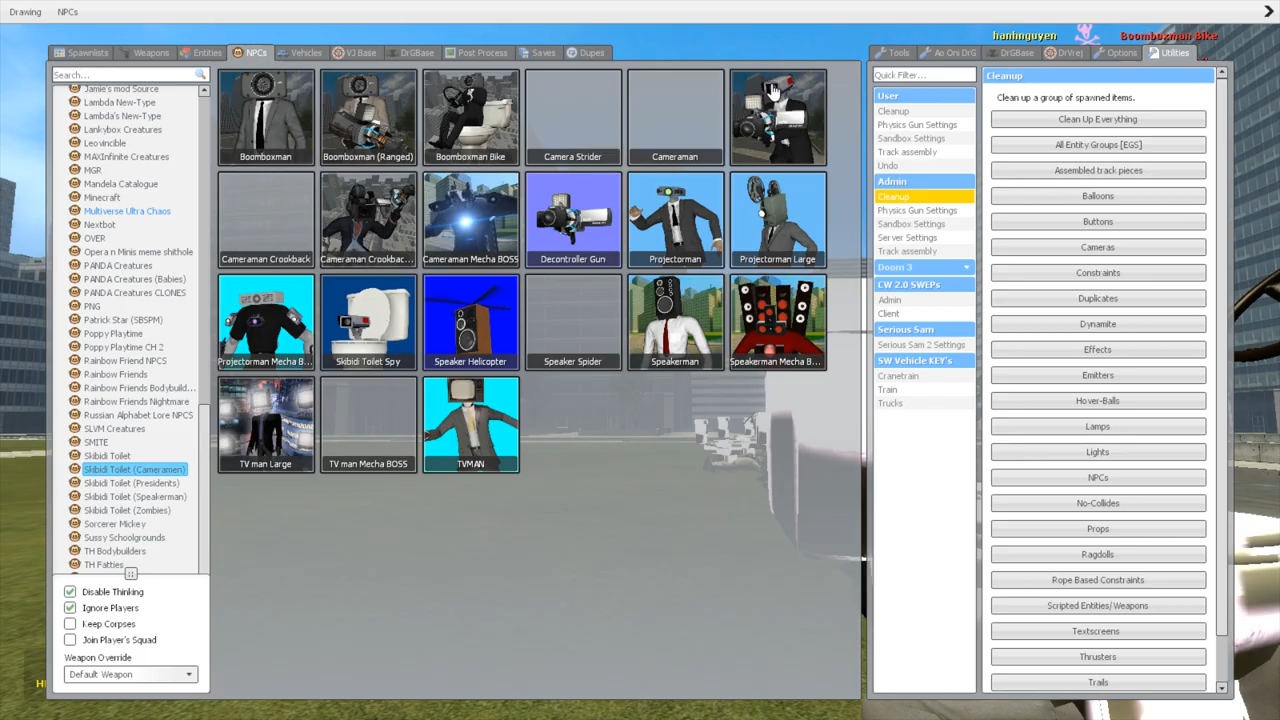 Drawing NPCs
hanhnguyen Boomboxman Bike
Spawnlists Weapons Entities NPCs Vehicles VJ Base DrGBase Post Process Saves Dupes
Tools Ao Oni DrG DrGBase DrVrej Options Utilities
Search...
Jamie's mod Source
Lambda New-Type
Lambda's New-Type
Lankybox Creatures
Leovincible
MAXInfinite Creatures
MGR
Mandela Catalogue
Minecraft
Multiverse Ultra Chaos
Nextbot
OVER
Opera n Minis meme shithole
PANDA Creatures
PANDA Creatures (Babies)
PANDA Creatures CLONES
PNG
Patrick Star (SBSPM)
Poppy Playtime
Poppy Playtime CH 2
Rainbow Friend NPCS
Rainbow Friends
Rainbow Friends Bodybuild...
Rainbow Friends Nightmare
Russian Alphabet Lore NPCS
SLVM Creatures
SMITE
Skibidi Toilet
Skibidi Toilet (Cameramen)
Skibidi Toilet (Presidents)
Skibidi Toilet (Speakerman)
Skibidi Toilet (Zombies)
Sorcerer Mickey
Sussy Schoolgrounds
TH Bodybuilders
TH Fatties
Disable Thinking
Ignore Players
Keep Corpses
Join Player's Squad
Weapon Override
Default Weapon
Boomboxman Boomboxman (Ranged) Boomboxman Bike Camera Strider Cameraman
Cameraman Crookback Cameraman Crookbac... Cameraman Mecha BOSS Decontroller Gun Projectorman Projectorman Large
Projectorman Mecha B... Skibidi Toilet Spy Speaker Helicopter Speaker Spider Speakerman Speakerman Mecha B...
TV man Large TV man Mecha BOSS TVMAN
Quick Filter...
User
Cleanup
Physics Gun Settings
Sandbox Settings
Track assembly
Undo
Admin
Cleanup
Physics Gun Settings
Sandbox Settings
Server Settings
Track assembly
Doom 3
CW 2.0 SWEPs
Admin
Client
Serious Sam
Serious Sam 2 Settings
SW Vehicle KEY's
Cranetrain
Train
Trucks
Cleanup
Clean up a group of spawned items.
Clean Up Everything
All Entity Groups [EGS]
Assembled track pieces
Balloons
Buttons
Cameras
Constraints
Duplicates
Dynamite
Effects
Emitters
Hover-Balls
Lamps
Lights
NPCs
No-Collides
Props
Ragdolls
Rope Based Constraints
Scripted Entities/Weapons
Textscreens
Thrusters
Trails